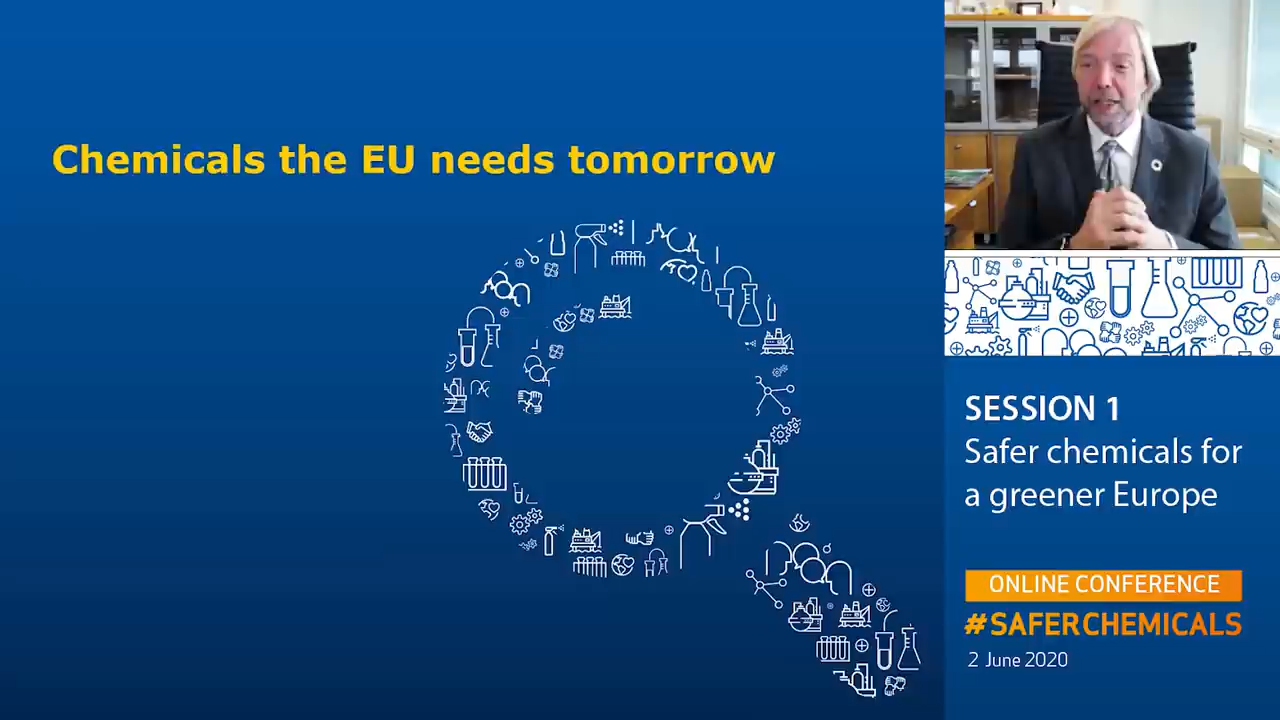 Chemicals the EU needs tomorrow
SESSION 1
Safer chemicals for
a greener Europe
ONLINE CONFERENCE
#SAFERCHEMICALS
2 June 2020